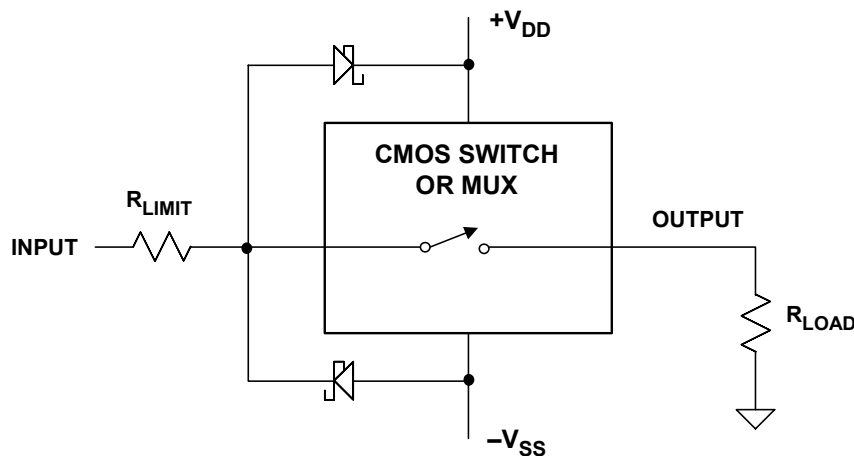 +VDD
CMOS SWITCH
OR MUX
RLIMIT
OUTPUT
INPUT
RLOAD
–VSS